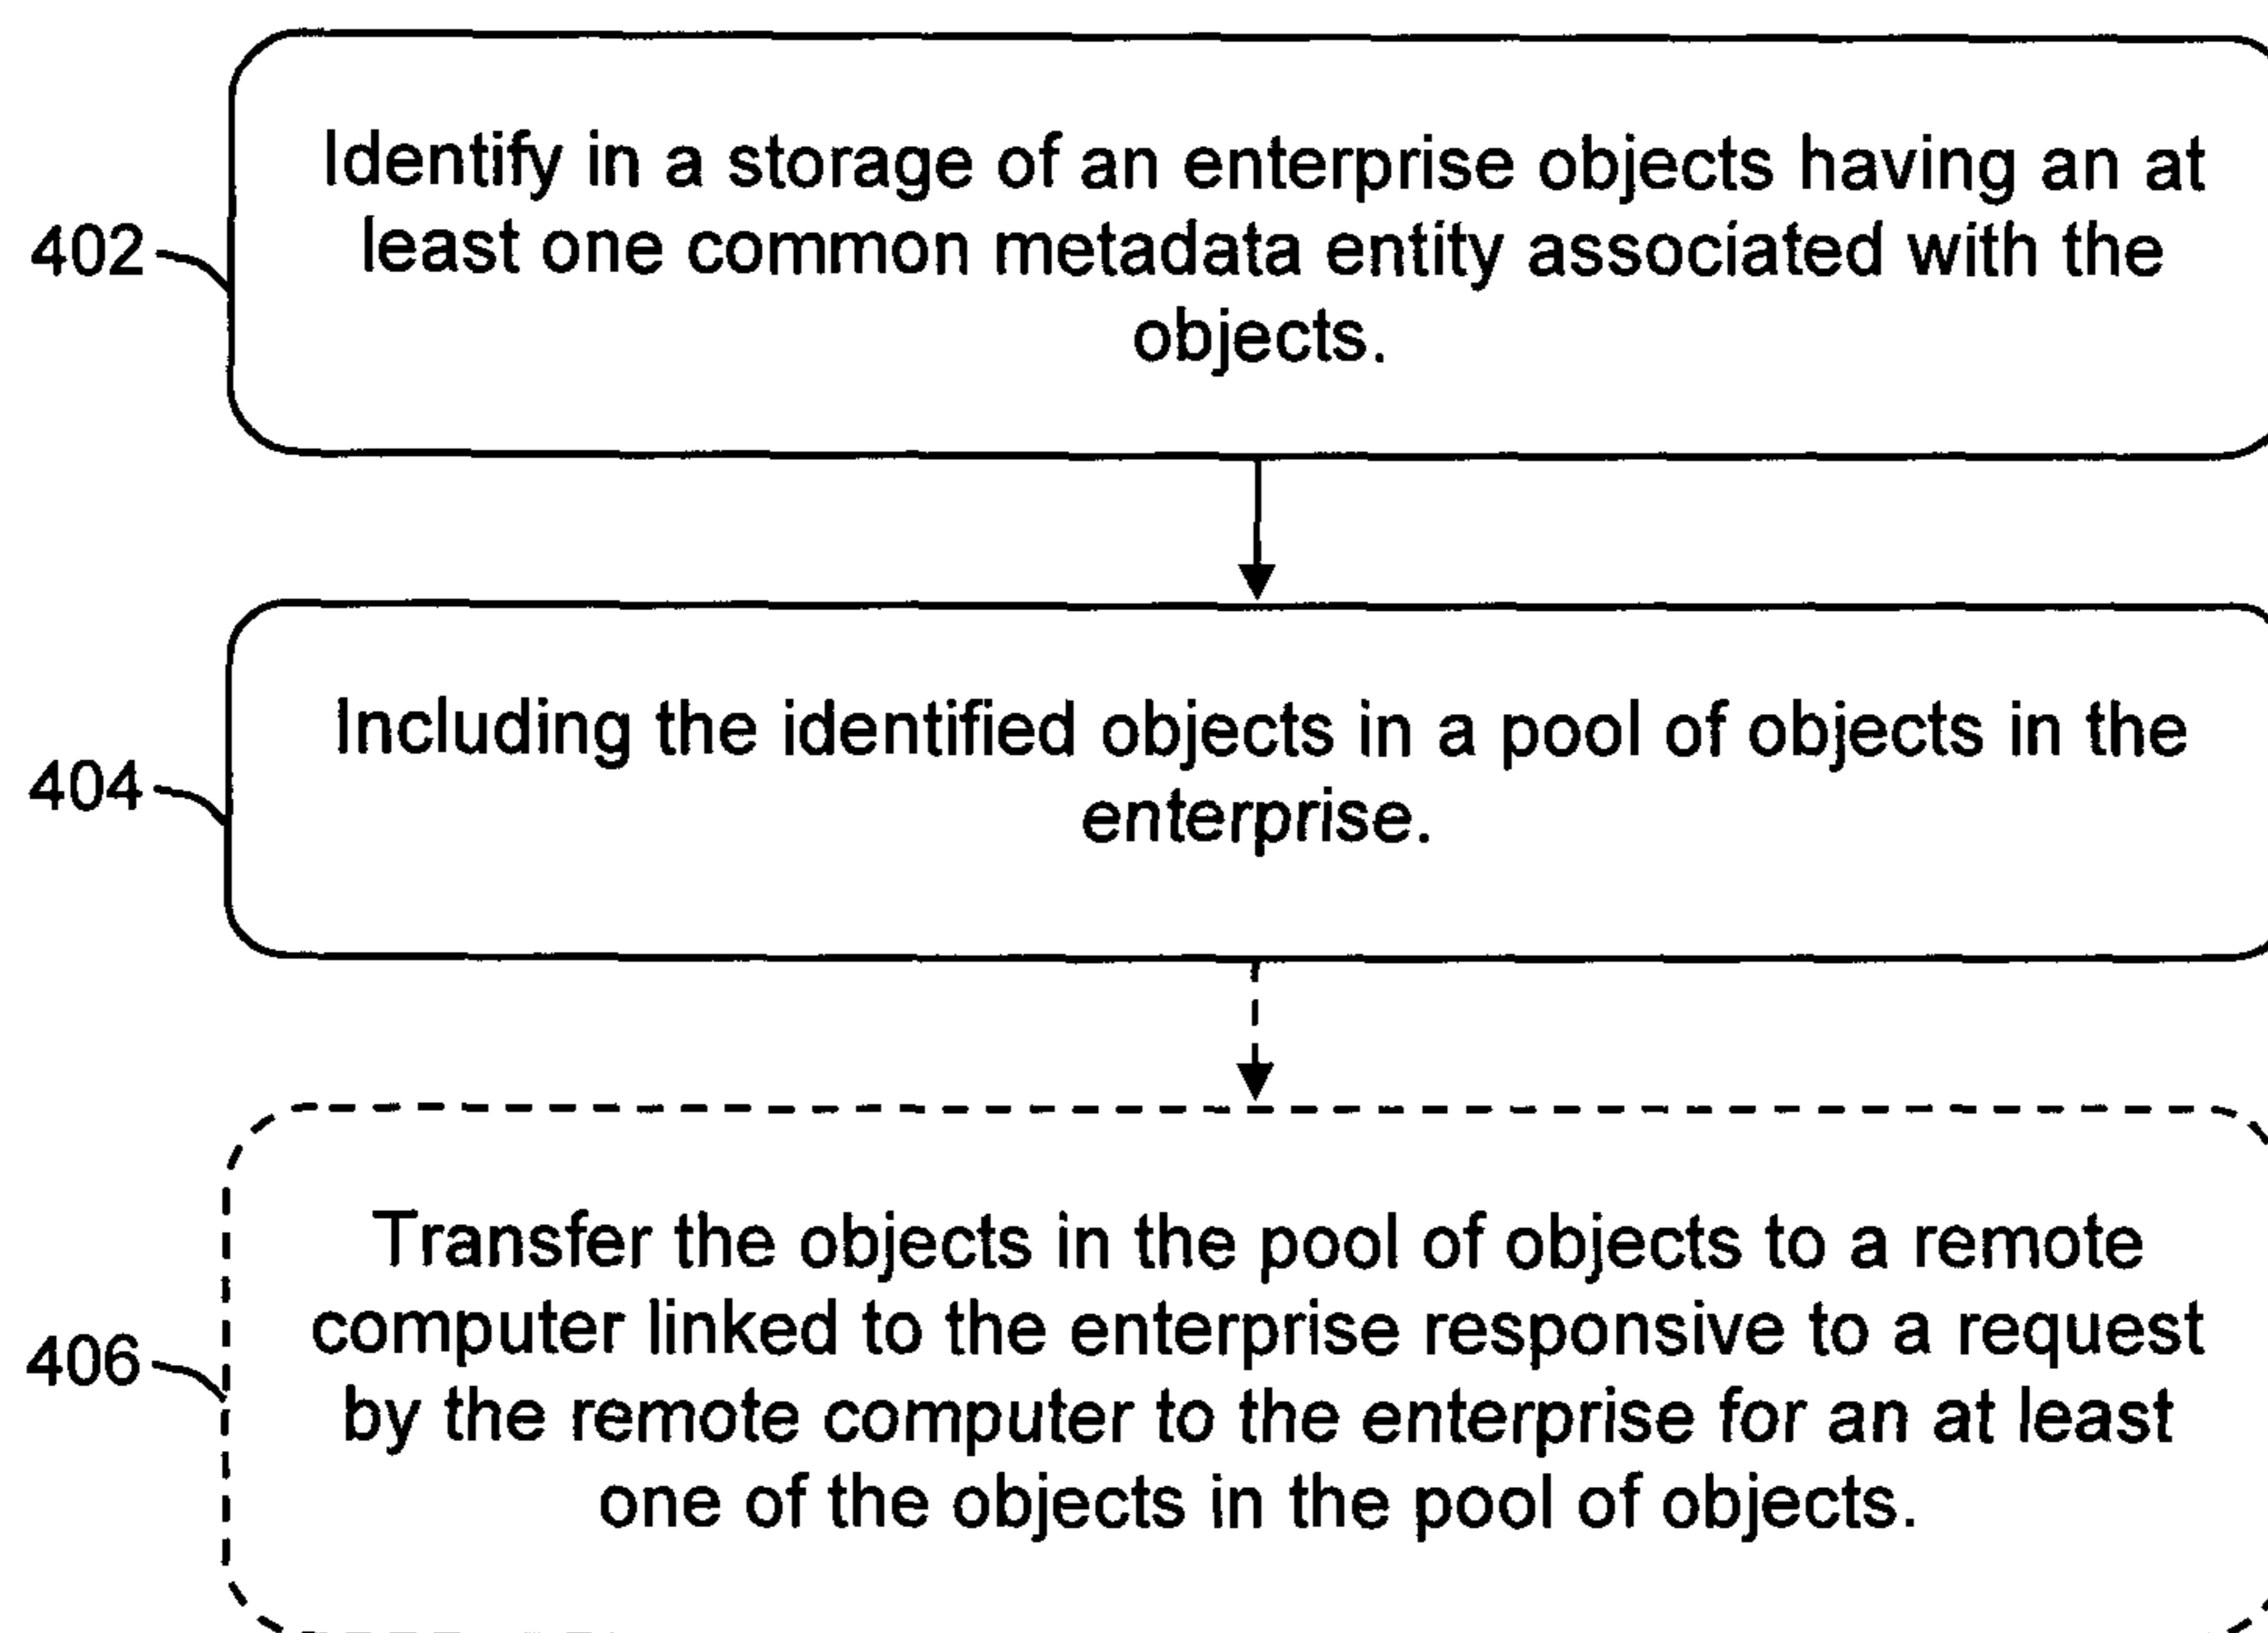 Identify in a storage of an enterprise objects having an at
least one common metadata entity associated with the
objects.
402
Including the identified objects in a pool of objects in the
enterprise.
404
Transfer the objects in the pool of objects to a remote
computer linked to the enterprise responsive to a request
by the remote computer to the enterprise for an at least
one of the objects in the pool of objects.
406